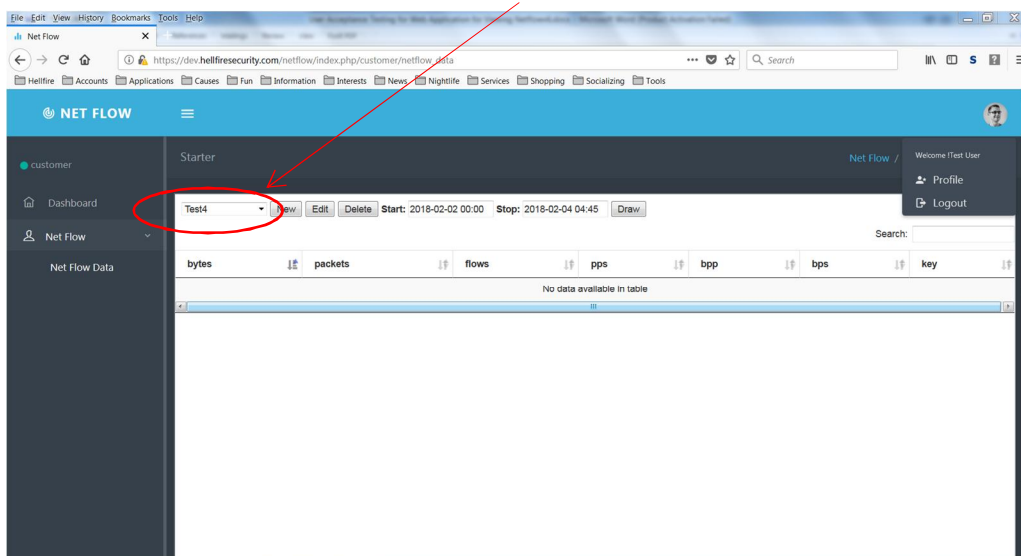 File Edit View History Bookmarks Tools Help
Net Flow
https://dev.hellfiresecurity.com/netflow/index.php/customer/netflow_data
Search
Hellfire Accounts Applications Causes Fun Information Interests News Nightlife Services Shopping Socializing Tools
NET FLOW
customer
Starter
Net Flow /
Welcome !Test User
Profile
Logout
Dashboard
Test4 New Edit Delete Start: 2018-02-02 00:00 Stop: 2018-02-04 04:45 Draw
Net Flow
Search:
Net Flow Data
bytes packets flows pps bpp bps key
No data available in table